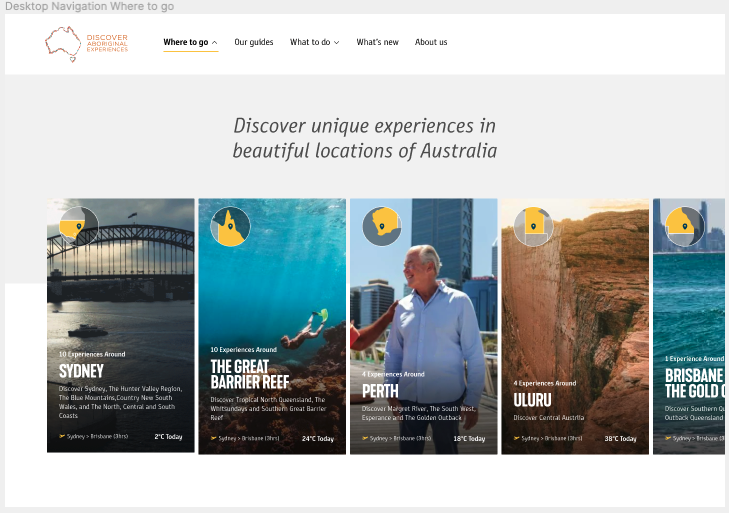 Desktop Navigation Where to go
DISCOVER
ABORIGINAL
EXPERIENCES
Where to go
Our guides
What to do
What's new
About us
Discover unique experiences in
beautiful locations of Australia
10 Experiences Around
SYDNEY
Discover Sydney, The Hunter Valley Region,
The Blue Mountains,Country New South
Wales, and The North, Central and South
Coasts
Sydney > Brisbane (3hrs)
2°C Today
10 Experiences Around
THE GREAT
BARRIER REEF
Discover Tropical North Queensland, The
Whitsundays and Southern Great Barrier
Reef
Sydney > Brisbane (3hrs)
24°C Today
4 Experiences Around
PERTH
Discover Margret River, The South West,
Esperance and The Golden Outback
Sydney > Brisbane (3hrs)
18°C Today
4 Experiences Around
ULURU
Discover Central Austrlia
Sydney > Brisbane (3hrs)
38°C Today
1 Experience Around
BRISBANE
THE GOLD
Discover Southern
Outback Queensland
Sydney > Brisbane (3hrs)